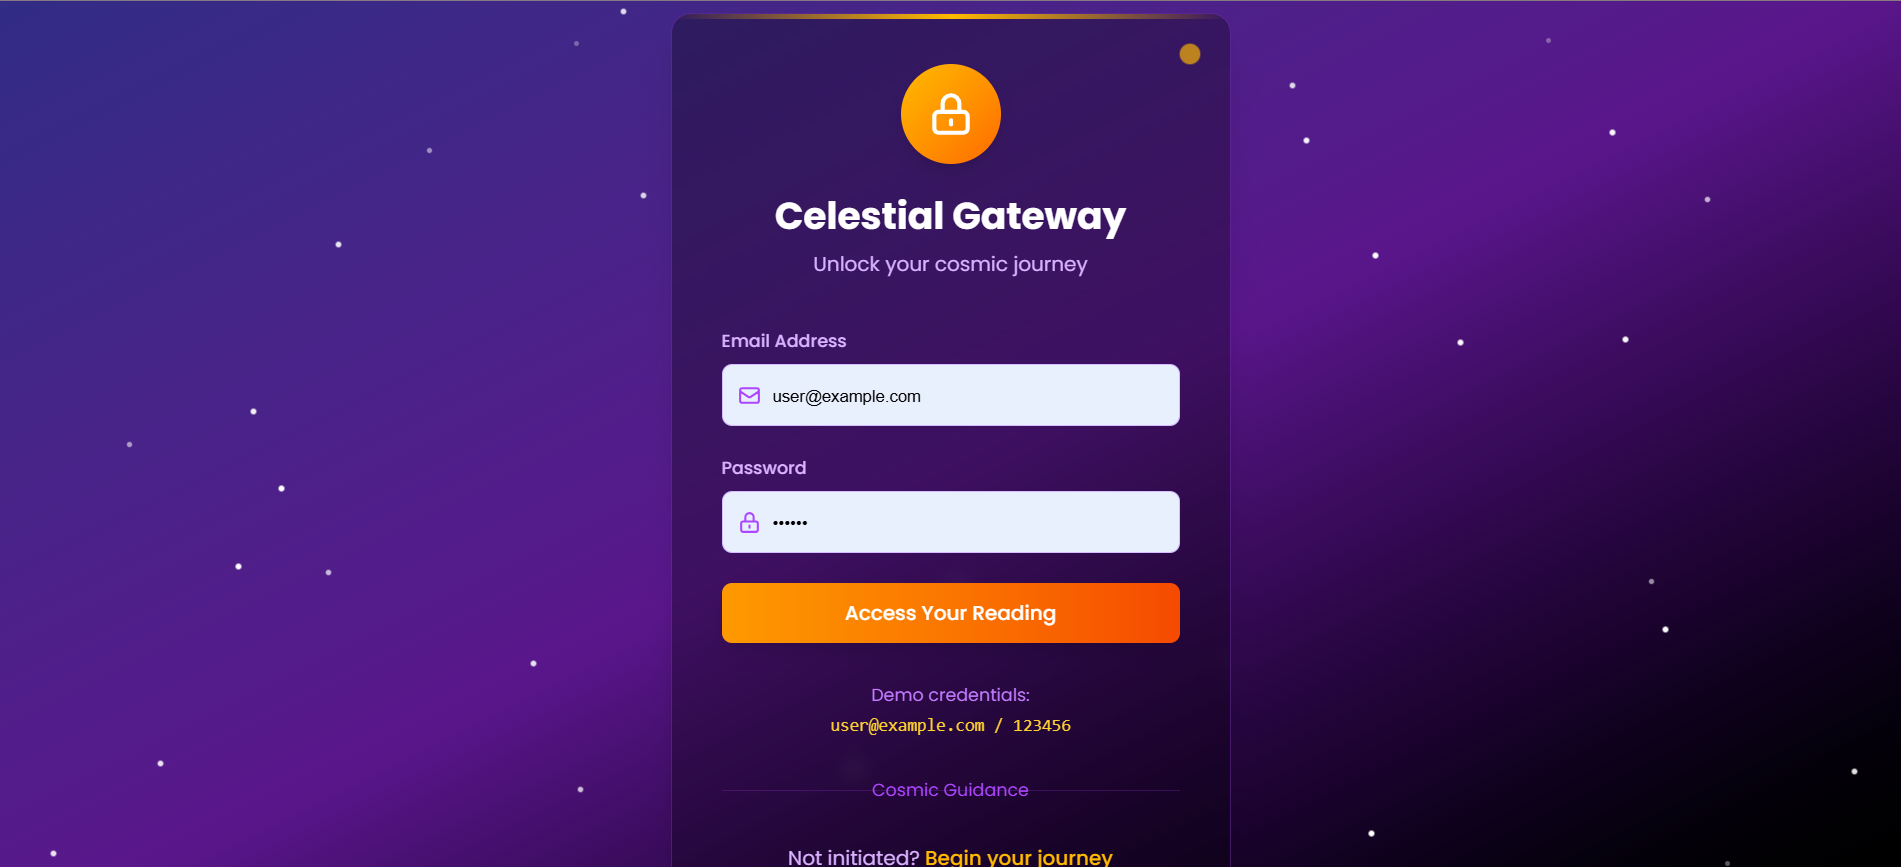 Celestial Gateway
Unlock your cosmic journey
Email Address
user@example.com
Password
••••••
Access Your Reading
Demo credentials:
user@example.com / 123456
Cosmic Guidance
Not initiated? Begin your journey